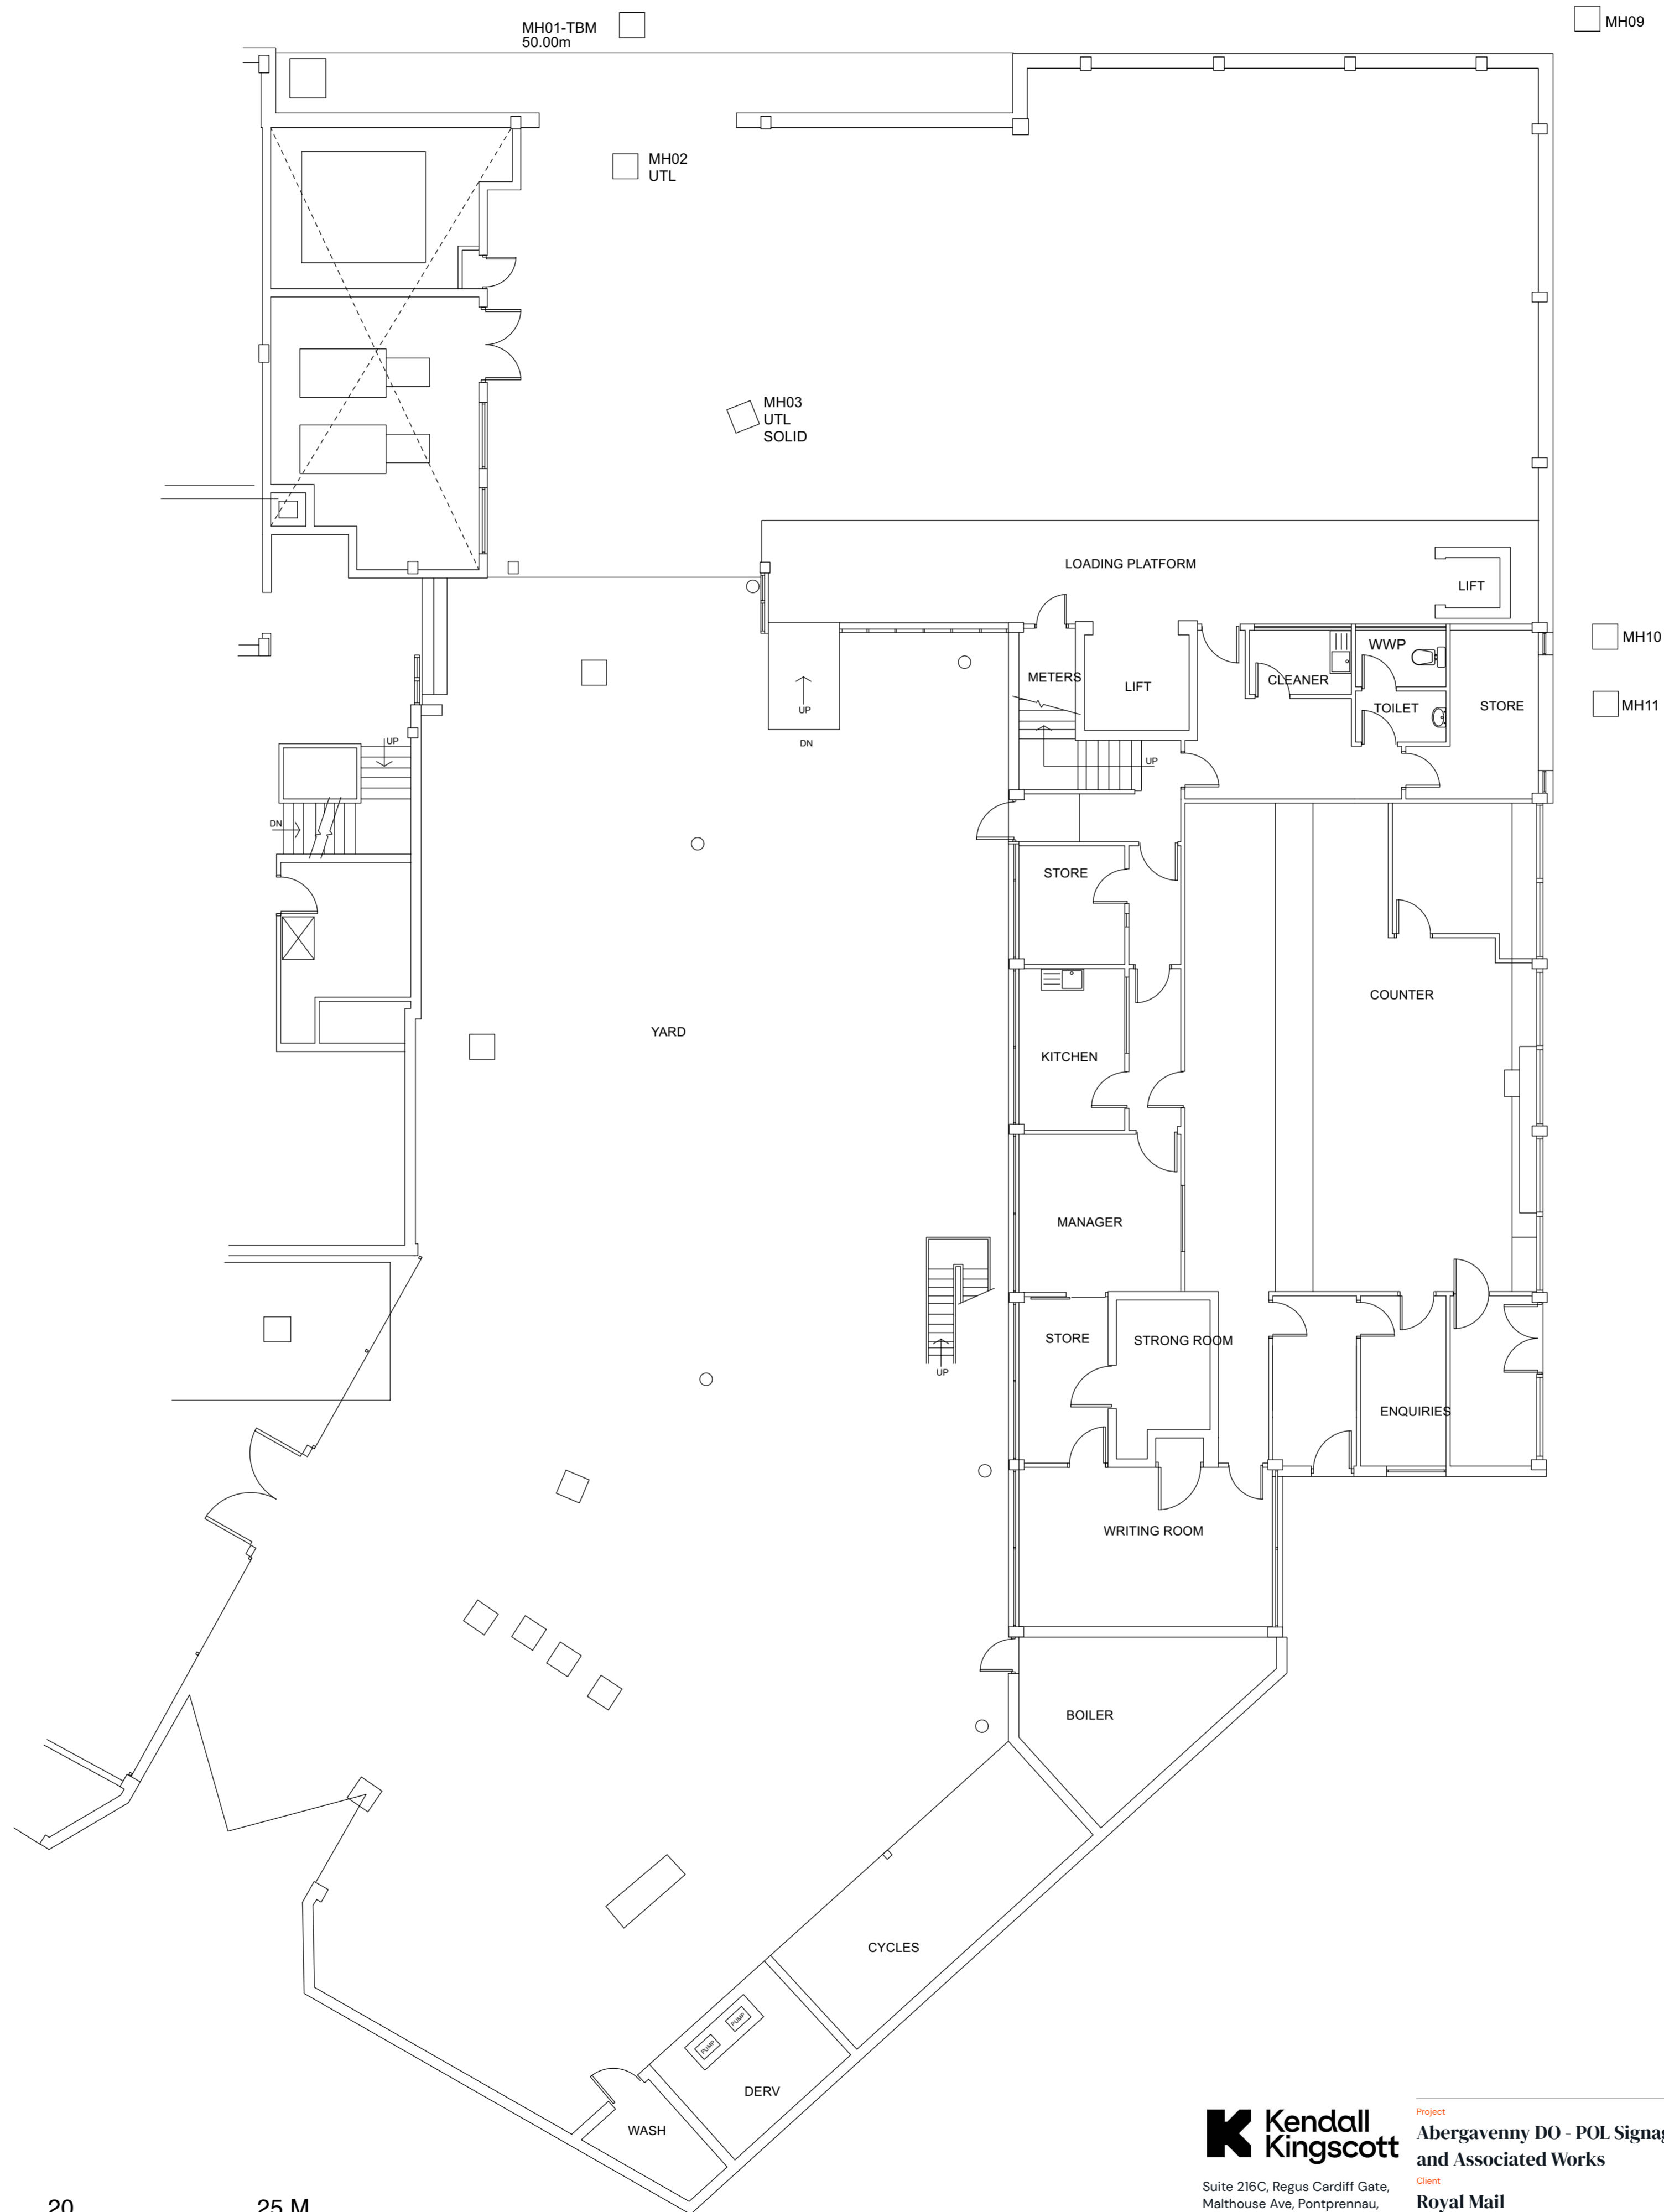 MH01-TBM
50.00m
MH09
MH02
UTL
MH03
UTL
SOLID
LOADING PLATFORM
LIFT
MH10
WWP
METERS
CLEANER
LIFT
TOILET
STORE
MH11
UP
DN
UP
UP
DN
STORE
COUNTER
YARD
KITCHEN
MANAGER
STORE
STRONG ROOM
UP
ENQUIRIES
WRITING ROOM
BOILER
CYCLES
PUMP
PUMP
DERV
WASH
Kendall
Kingscott
Suite 216C, Regus Cardiff Gate,
Malthouse Ave, Pontprennau,
Project
Abergavenny DO - POL Signag
and Associated Works
Client
Royal Mail
20
25 M